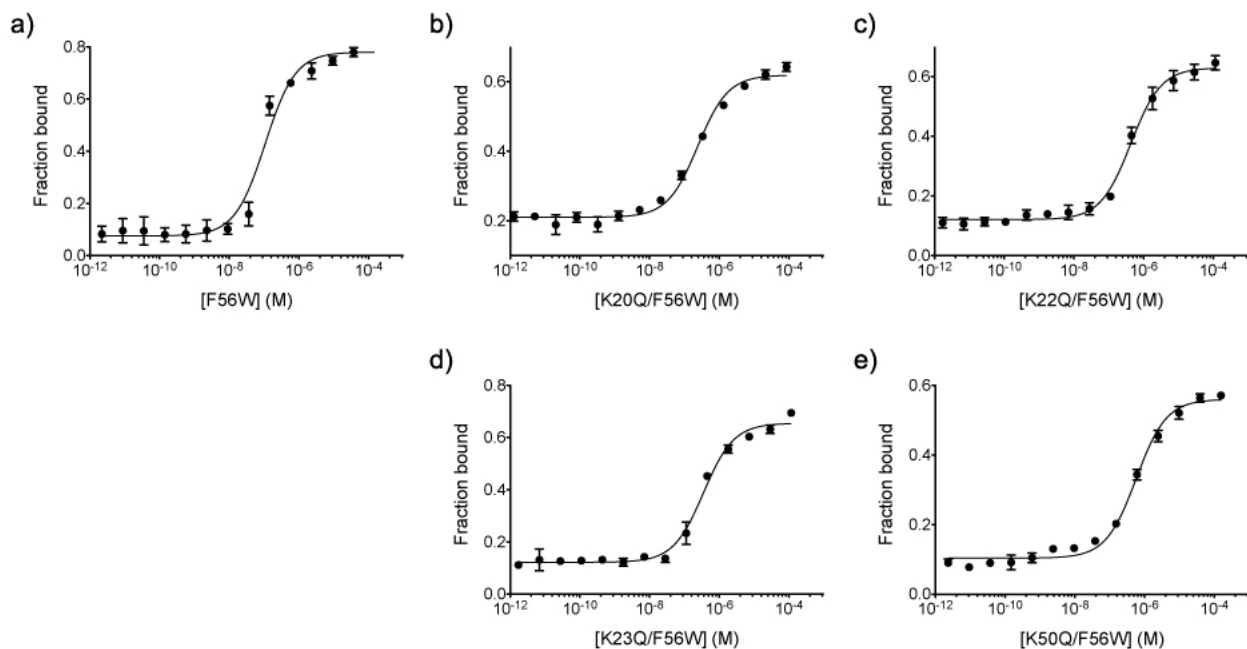 a)
0.8
0.6
0.4
0.2
0.0
Fraction bound
10-12 10-10 10-8 10-6 10-4
[F56W] (M)
b)
0.6
0.4
0.2
Fraction bound
10-12 10-10 10-8 10-6 10-4
[K20Q/F56W] (M)
c)
0.6
0.4
0.2
0.0
Fraction bound
10-12 10-10 10-8 10-6 10-4
[K22Q/F56W] (M)
d)
0.8
0.6
0.4
0.2
0.0
Fraction bound
10-12 10-10 10-8 10-6 10-4
[K23Q/F56W] (M)
e)
0.6
0.4
0.2
0.0
Fraction bound
10-12 10-10 10-8 10-6 10-4
[K50Q/F56W] (M)